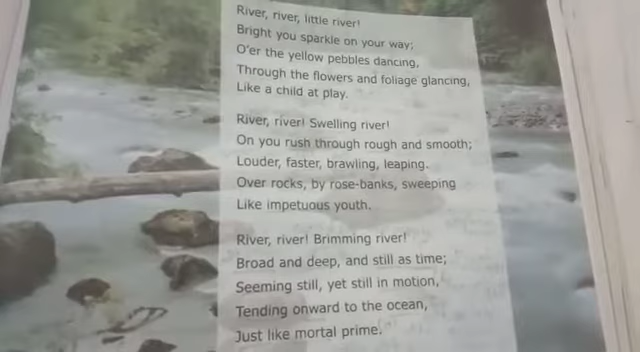 River, river, little river!
Bright you sparkle on your way;
O'er the yellow pebbles dancing,
Through the flowers and foliage glancing,
Like a child at play.
River, river! Swelling river!
On you rush through rough and smooth;
Louder, faster, brawling, leaping.
Over rocks, by rose-banks, sweeping
Like impetuous youth.
River, river! Brimming river!
Broad and deep, and still as time;
Seeming still, yet still in motion,
Tending onward to the ocean,
Just like mortal prime.